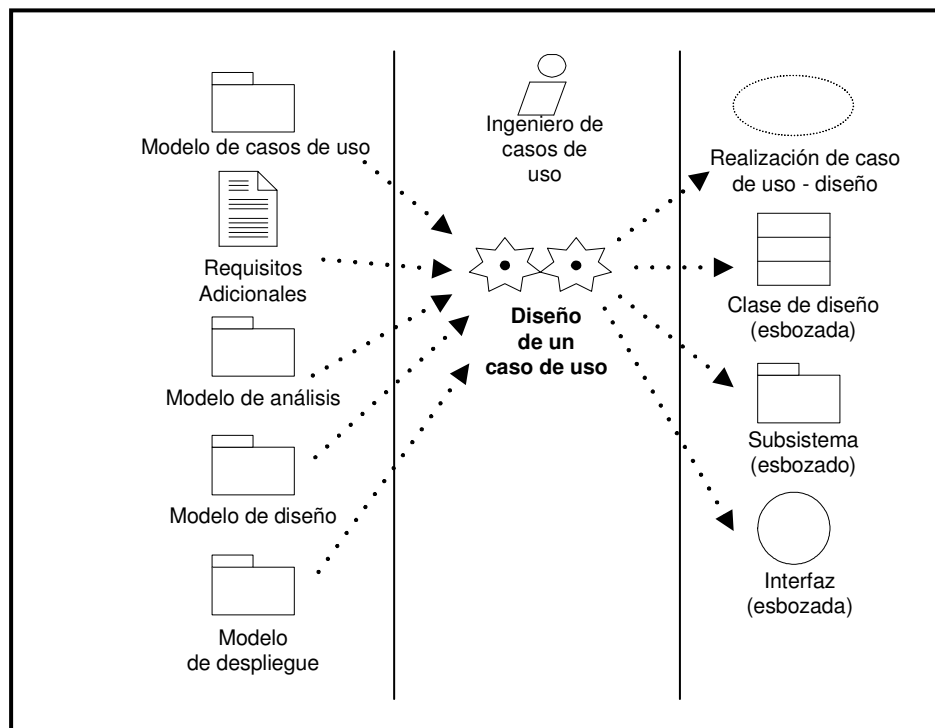 Modelo de casos de uso
Requisitos
Adicionales
Modelo de análisis
Modelo de diseño
Modelo
de despliegue
Ingeniero de
casos de
uso
Diseño
de un
caso de uso
Realización de caso
de uso - diseño
Clase de diseño
(esbozada)
Subsistema
(esbozado)
Interfaz
(esbozada)